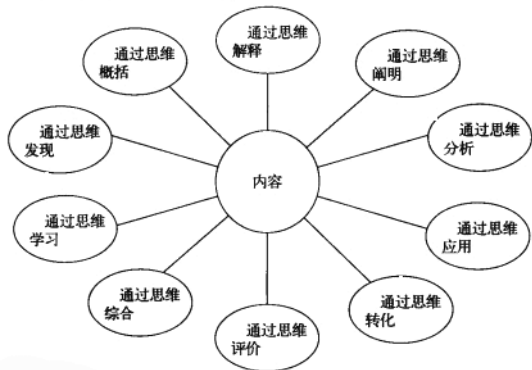 通过思维
解释
通过思维
阐明
通过思维
分析
通过思维
应用
通过思维
转化
通过思维
评价
通过思维
综合
通过思维
学习
通过思维
发现
通过思维
概括
内容